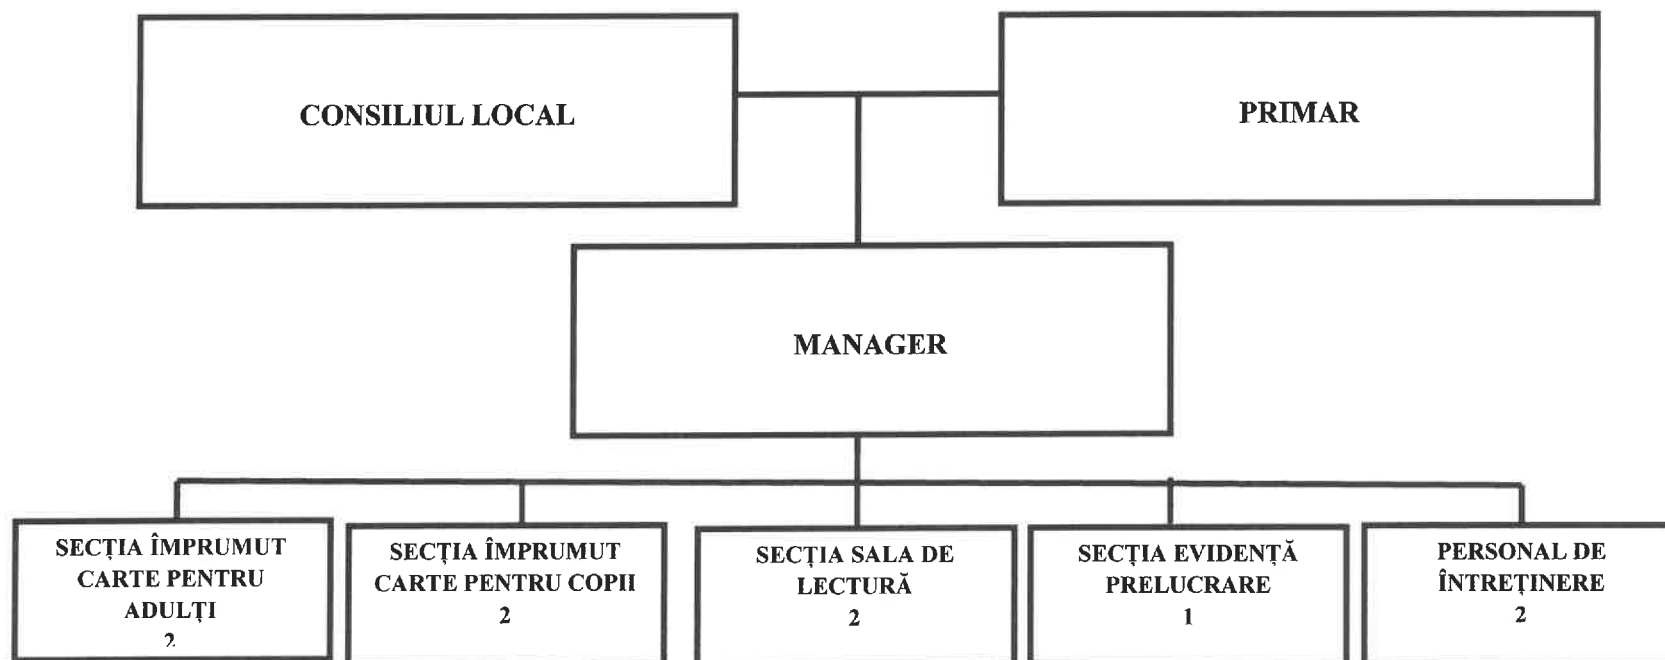 CONSILIUL LOCAL
PRIMAR
MANAGER
SECȚIA ÎMPRUMUT
CARTE PENTRU
ADULȚI
2
SECȚIA ÎMPRUMUT
CARTE PENTRU COPII
2
SECȚIA SALA DE
LECTURĂ
2
SECȚIA EVIDENȚĂ
PRELUCRARE
1
PERSONAL DE
ÎNTREȚINERE
2